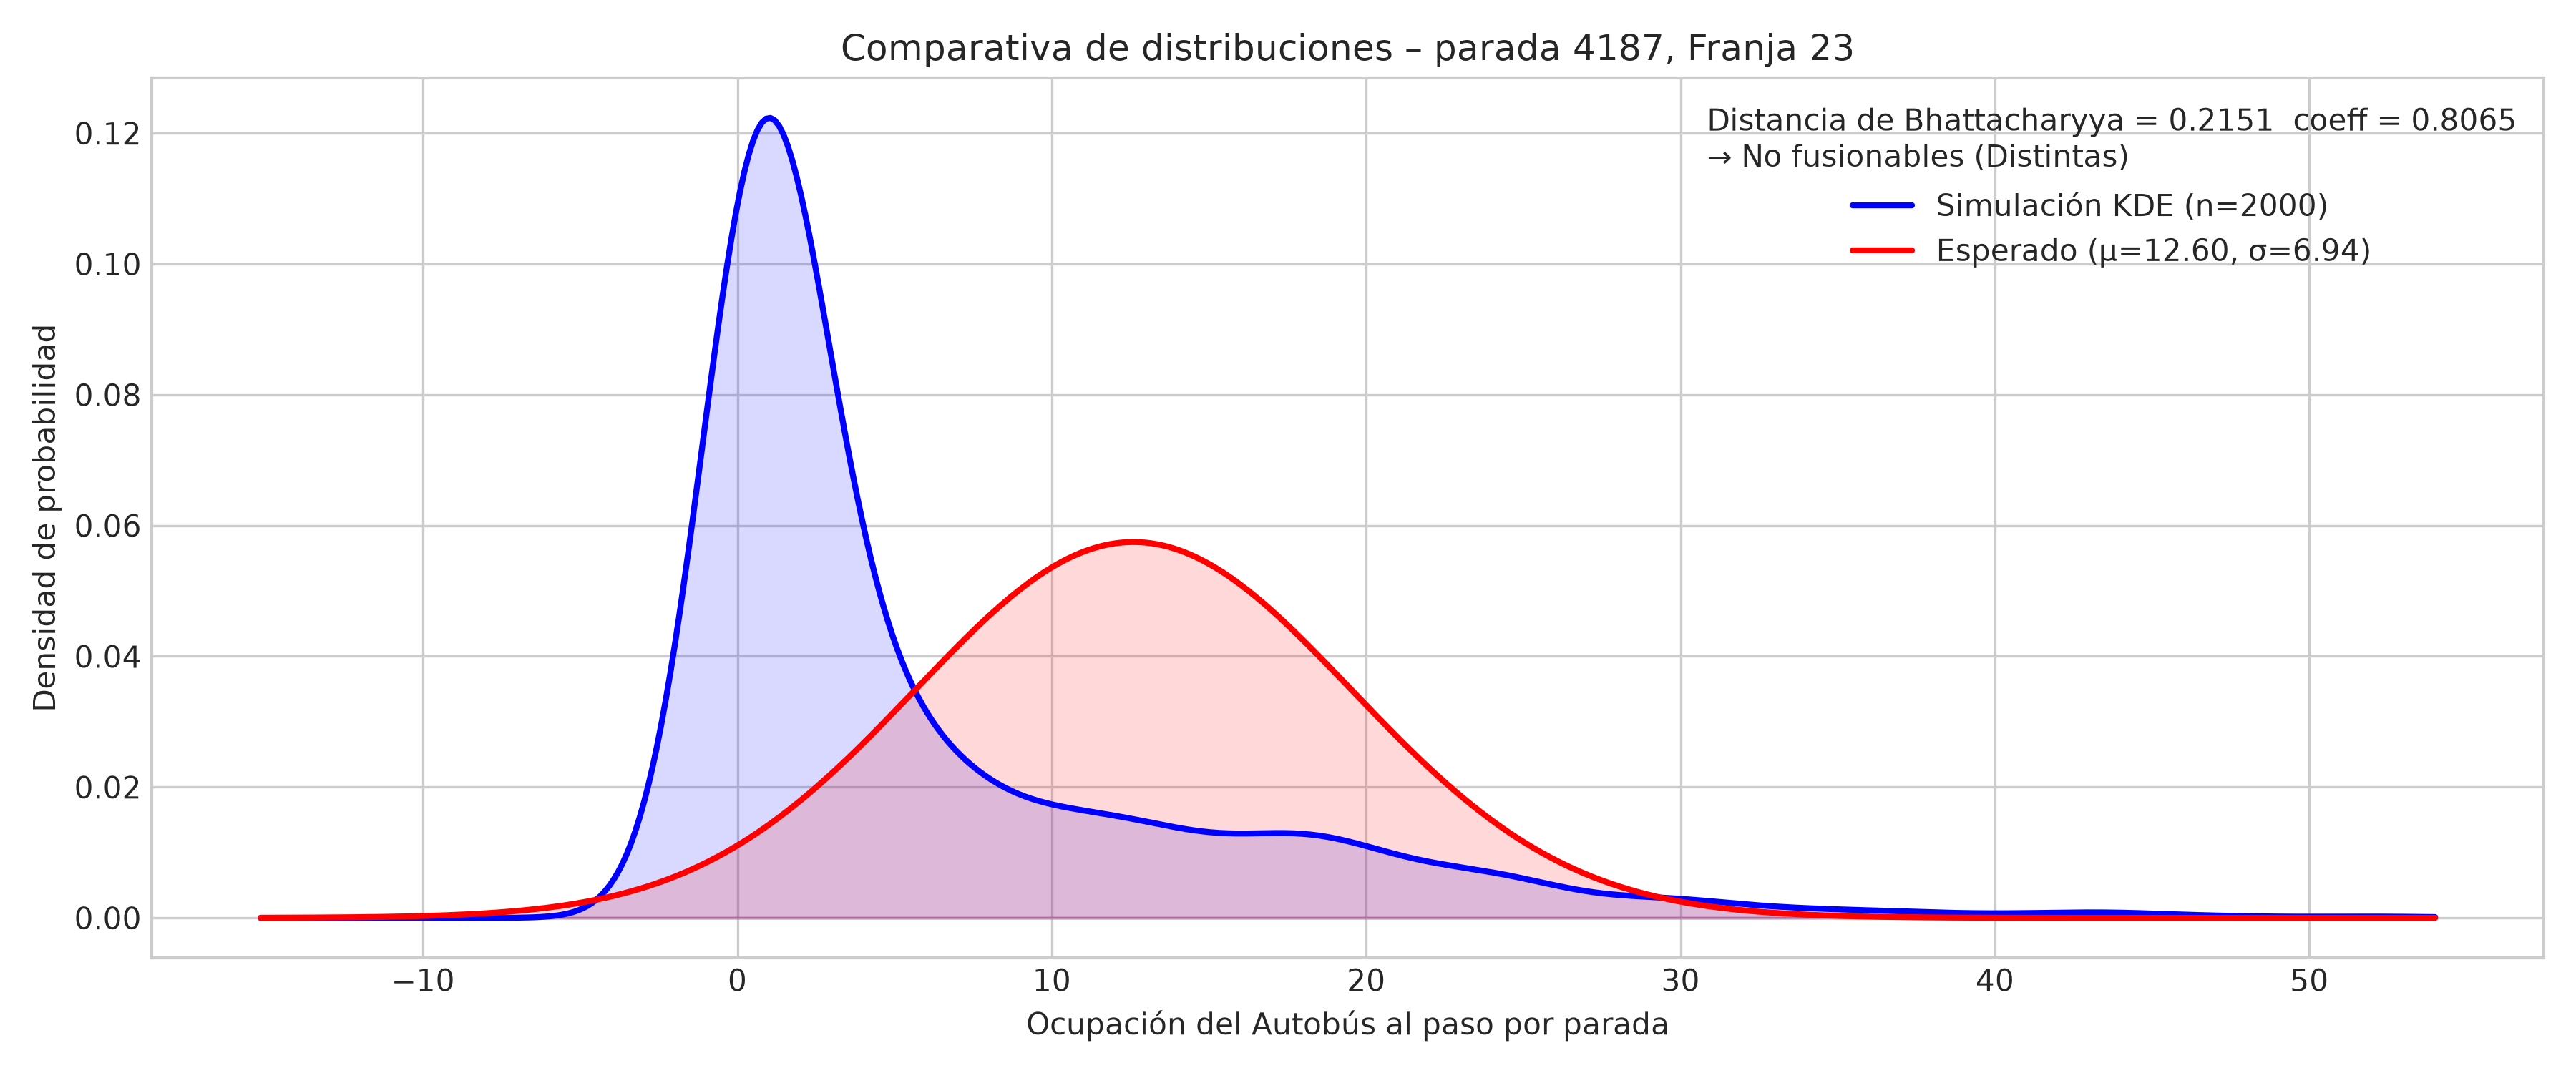 Comparativa de distribuciones – parada 4187, Franja 23
Distancia de Bhattacharyya = 0.2151  coeff = 0.8065
→ No fusionables (Distintas)
Simulación KDE (n=2000)
Esperado (μ=12.60, σ=6.94)
Densidad de probabilidad
0.12
0.10
0.08
0.06
0.04
0.02
0.00
−10
0
10
20
30
40
50
Ocupación del Autobús al paso por parada